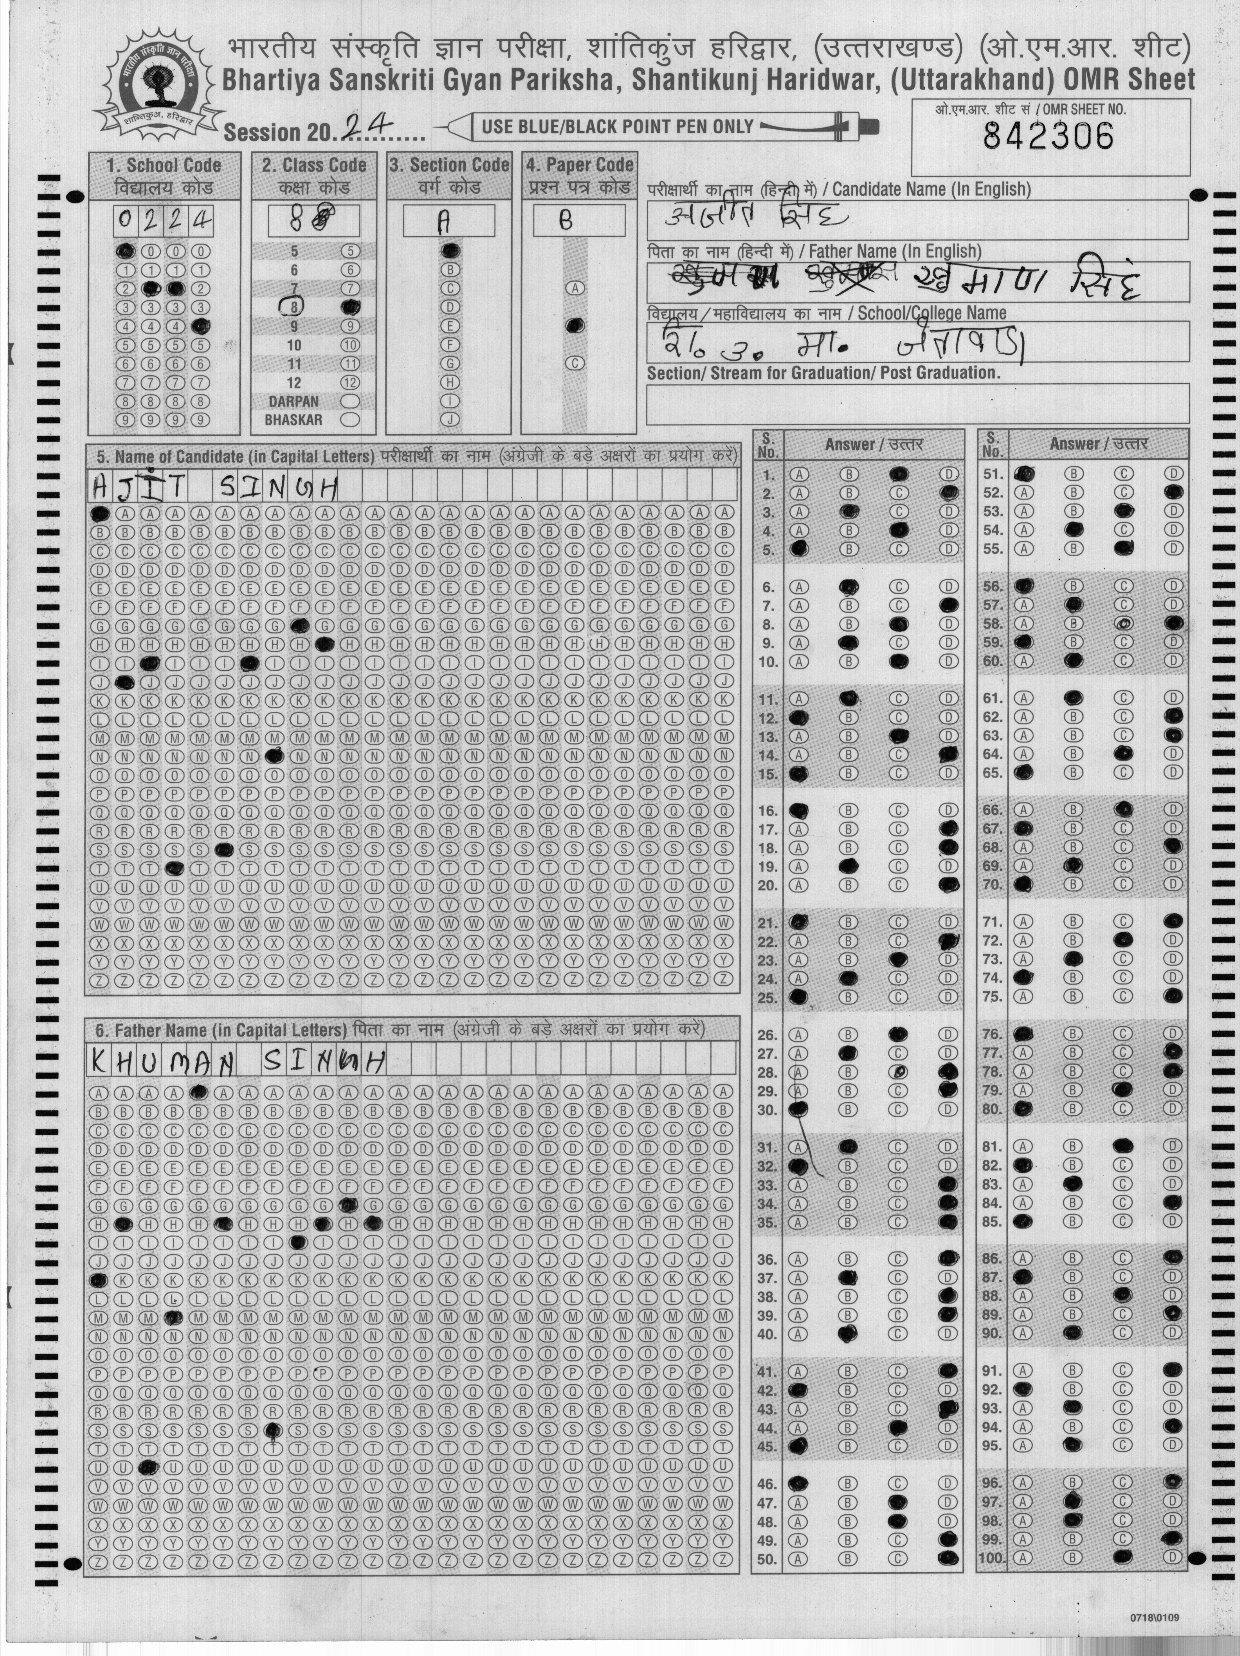 भारतीय संस्कृति ज्ञान परीक्षा, शांतिकुंज हरिद्वार, (उत्तराखण्ड) (ओ.एम.आर. शीट)
Bhartiya Sanskriti Gyan Pariksha, Shantikunj Haridwar, (Uttarakhand) OMR Sheet
Session 2024
USE BLUE/BLACK POINT PEN ONLY
ओ.एम.आर. शीट सं / OMR SHEET NO.
842306
1. School Code
विद्यालय कोड
0224
2. Class Code
कक्षा कोड
8
5
6
7
8
9
10
11
12
DARPAN
BHASKAR
3. Section Code
वर्ग कोड
A
4. Paper Code
प्रश्न पत्र कोड
B
परीक्षार्थी का नाम (हिन्दी में) / Candidate Name (In English)
अजीत सिंह
पिता का नाम (हिन्दी में) / Father Name (In English)
खुमाण सिंह
विद्यालय/महाविद्यालय का नाम / School/College Name
रा. उ. मा. जेतावाडा
Section/ Stream for Graduation/ Post Graduation.
5. Name of Candidate (in Capital Letters) परीक्षार्थी का नाम (अंग्रेजी के बड़े अक्षरों का प्रयोग करें)
AJIT SINGH
6. Father Name (in Capital Letters) पिता का नाम (अंग्रेजी के बड़े अक्षरों का प्रयोग करें)
KHUMAN SINGH
S. No. Answer / उत्तर
S. No. Answer / उत्तर
0718\0109